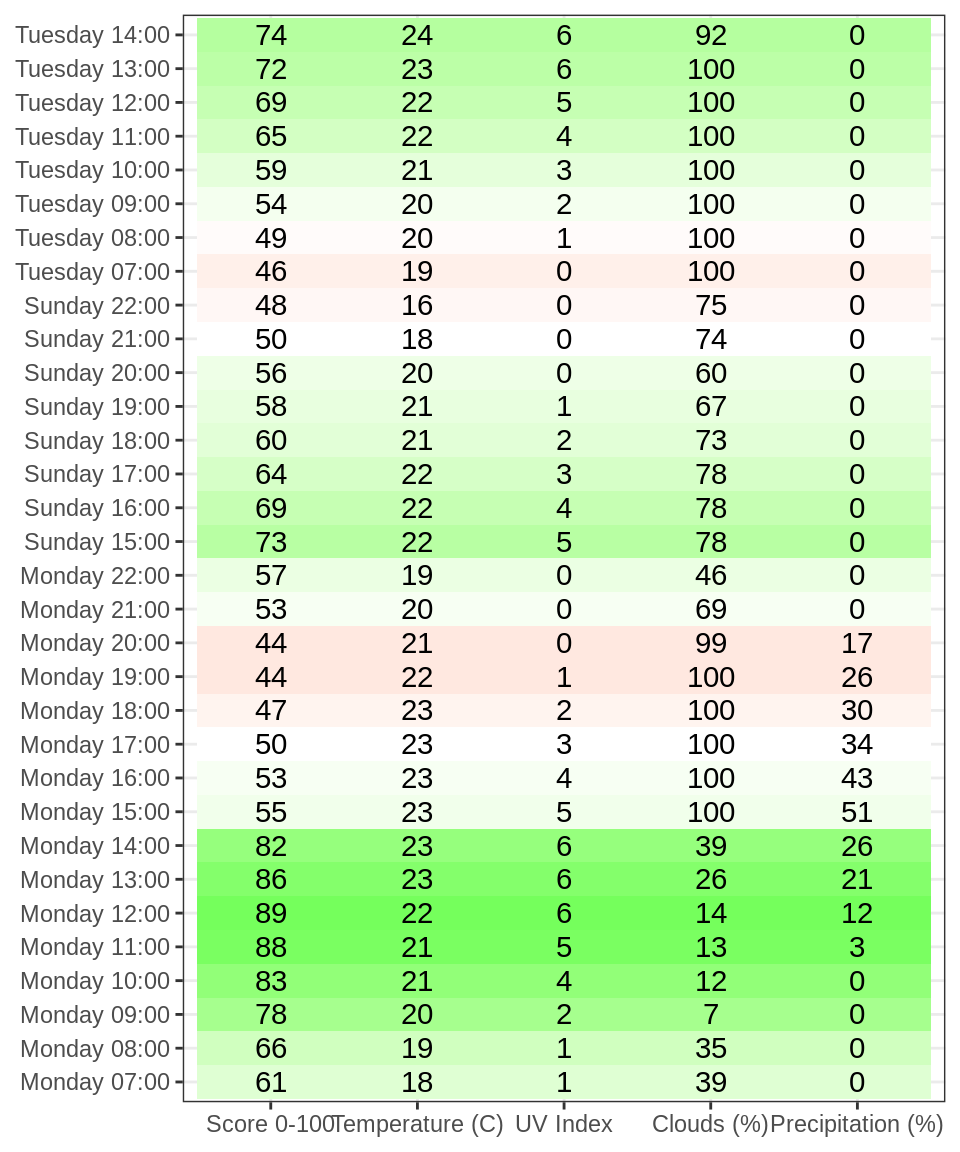 Tuesday 14:00 74 24 6 92 0
Tuesday 13:00 72 23 6 100 0
Tuesday 12:00 69 22 5 100 0
Tuesday 11:00 65 22 4 100 0
Tuesday 10:00 59 21 3 100 0
Tuesday 09:00 54 20 2 100 0
Tuesday 08:00 49 20 1 100 0
Tuesday 07:00 46 19 0 100 0
Sunday 22:00 48 16 0 75 0
Sunday 21:00 50 18 0 74 0
Sunday 20:00 56 20 0 60 0
Sunday 19:00 58 21 1 67 0
Sunday 18:00 60 21 2 73 0
Sunday 17:00 64 22 3 78 0
Sunday 16:00 69 22 4 78 0
Sunday 15:00 73 22 5 78 0
Monday 22:00 57 19 0 46 0
Monday 21:00 53 20 0 69 0
Monday 20:00 44 21 0 99 17
Monday 19:00 44 22 1 100 26
Monday 18:00 47 23 2 100 30
Monday 17:00 50 23 3 100 34
Monday 16:00 53 23 4 100 43
Monday 15:00 55 23 5 100 51
Monday 14:00 82 23 6 39 26
Monday 13:00 86 23 6 26 21
Monday 12:00 89 22 6 14 12
Monday 11:00 88 21 5 13 3
Monday 10:00 83 21 4 12 0
Monday 09:00 78 20 2 7 0
Monday 08:00 66 19 1 35 0
Monday 07:00 61 18 1 39 0
Score 0-100 Temperature (C) UV Index Clouds (%) Precipitation (%)